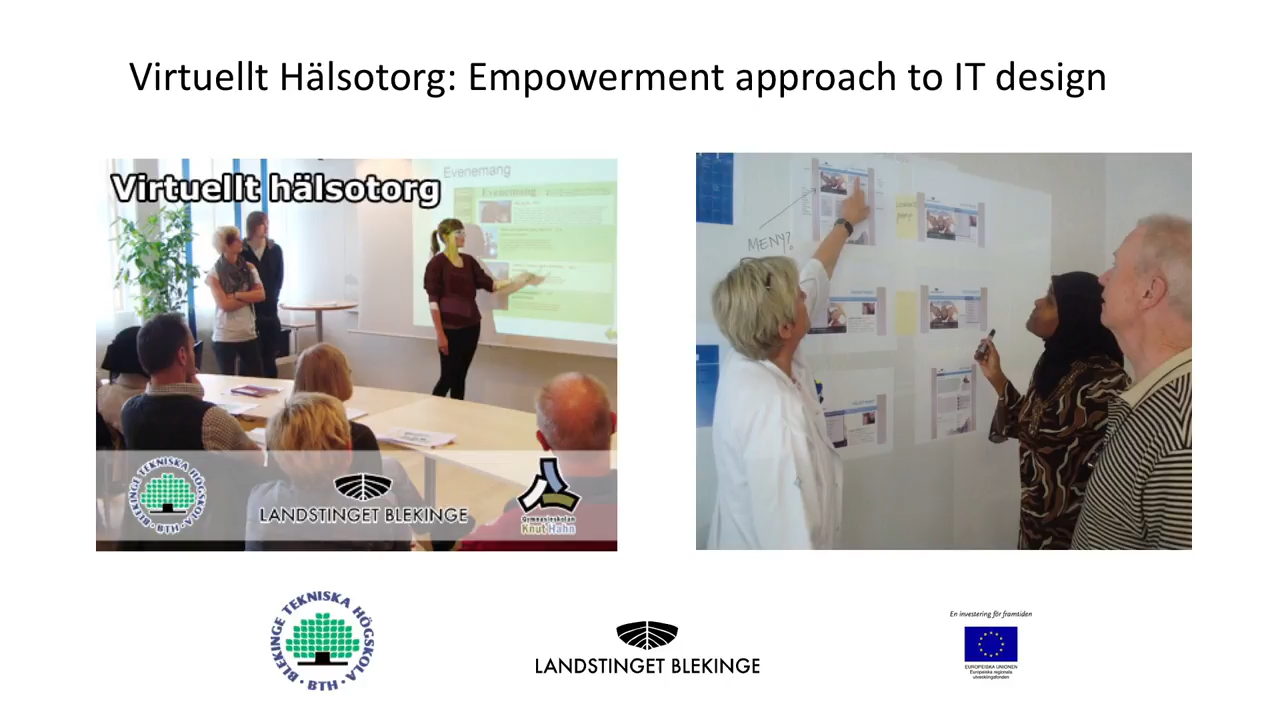 Virtuellt Hälsotorg: Empowerment approach to IT design
Virtuellt hälsotorg
Evenemang
Evenemang
BLEKINGE TEKNISKA HÖGSKOLA · BTH ·
LANDSTINGET BLEKINGE
Gymnasieskolan
Knut Hahn
MENY?
BLEKINGE TEKNISKA HÖGSKOLA · BTH ·
LANDSTINGET BLEKINGE
En investering för framtiden
EUROPEISKA UNIONEN
Europeiska regionala
utvecklingsfonden